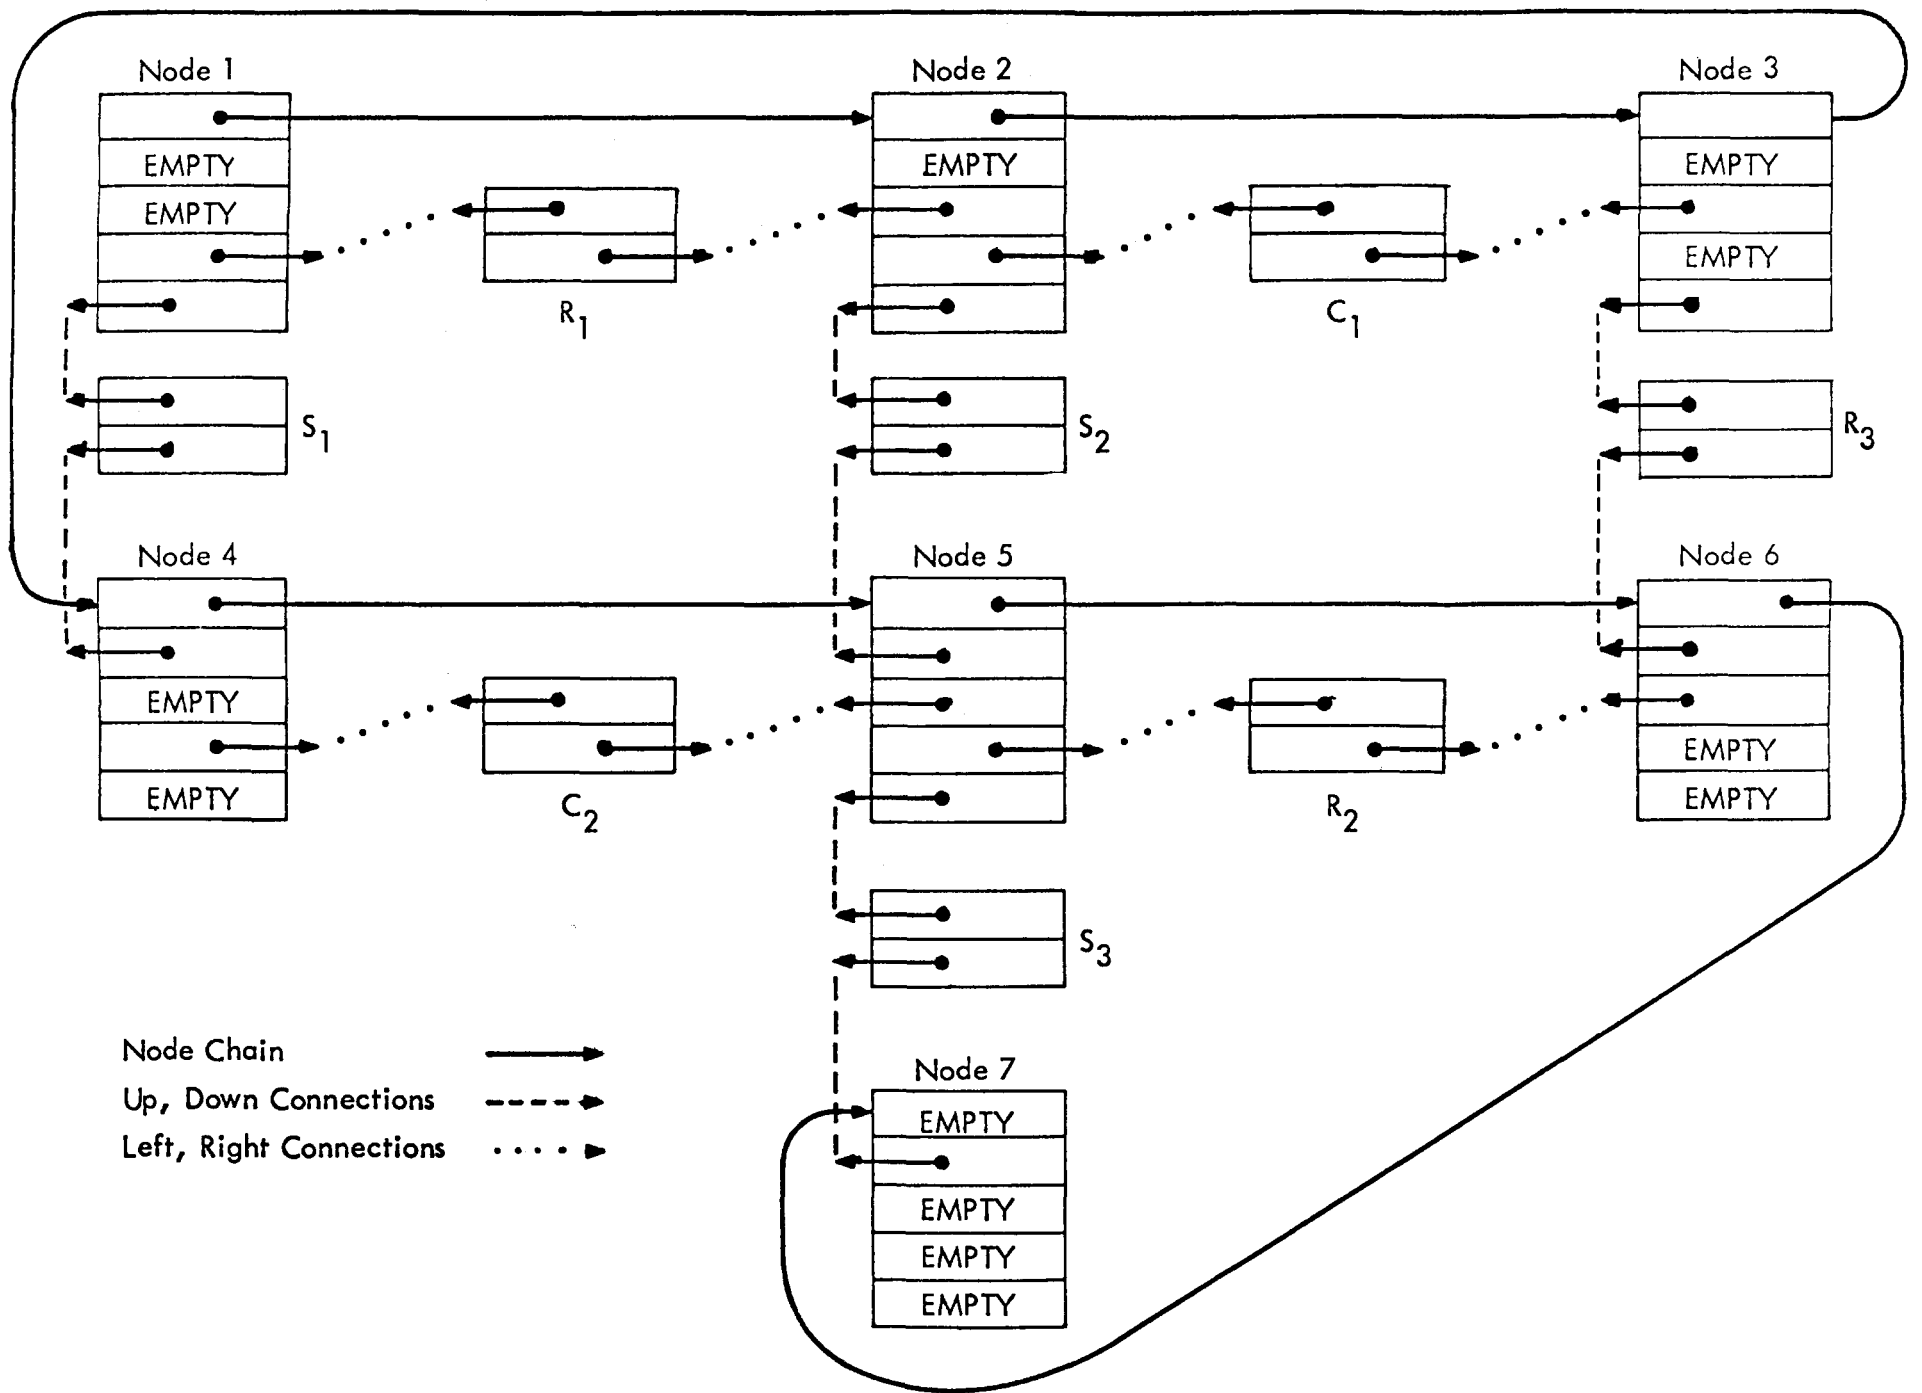 Node 1
Node 2
Node 3
EMPTY
EMPTY
EMPTY
EMPTY
EMPTY
R1
C1
S1
S2
R3
Node 4
Node 5
Node 6
EMPTY
EMPTY
EMPTY
EMPTY
C2
R2
S3
Node Chain
Up, Down Connections
Left, Right Connections
Node 7
EMPTY
EMPTY
EMPTY
EMPTY